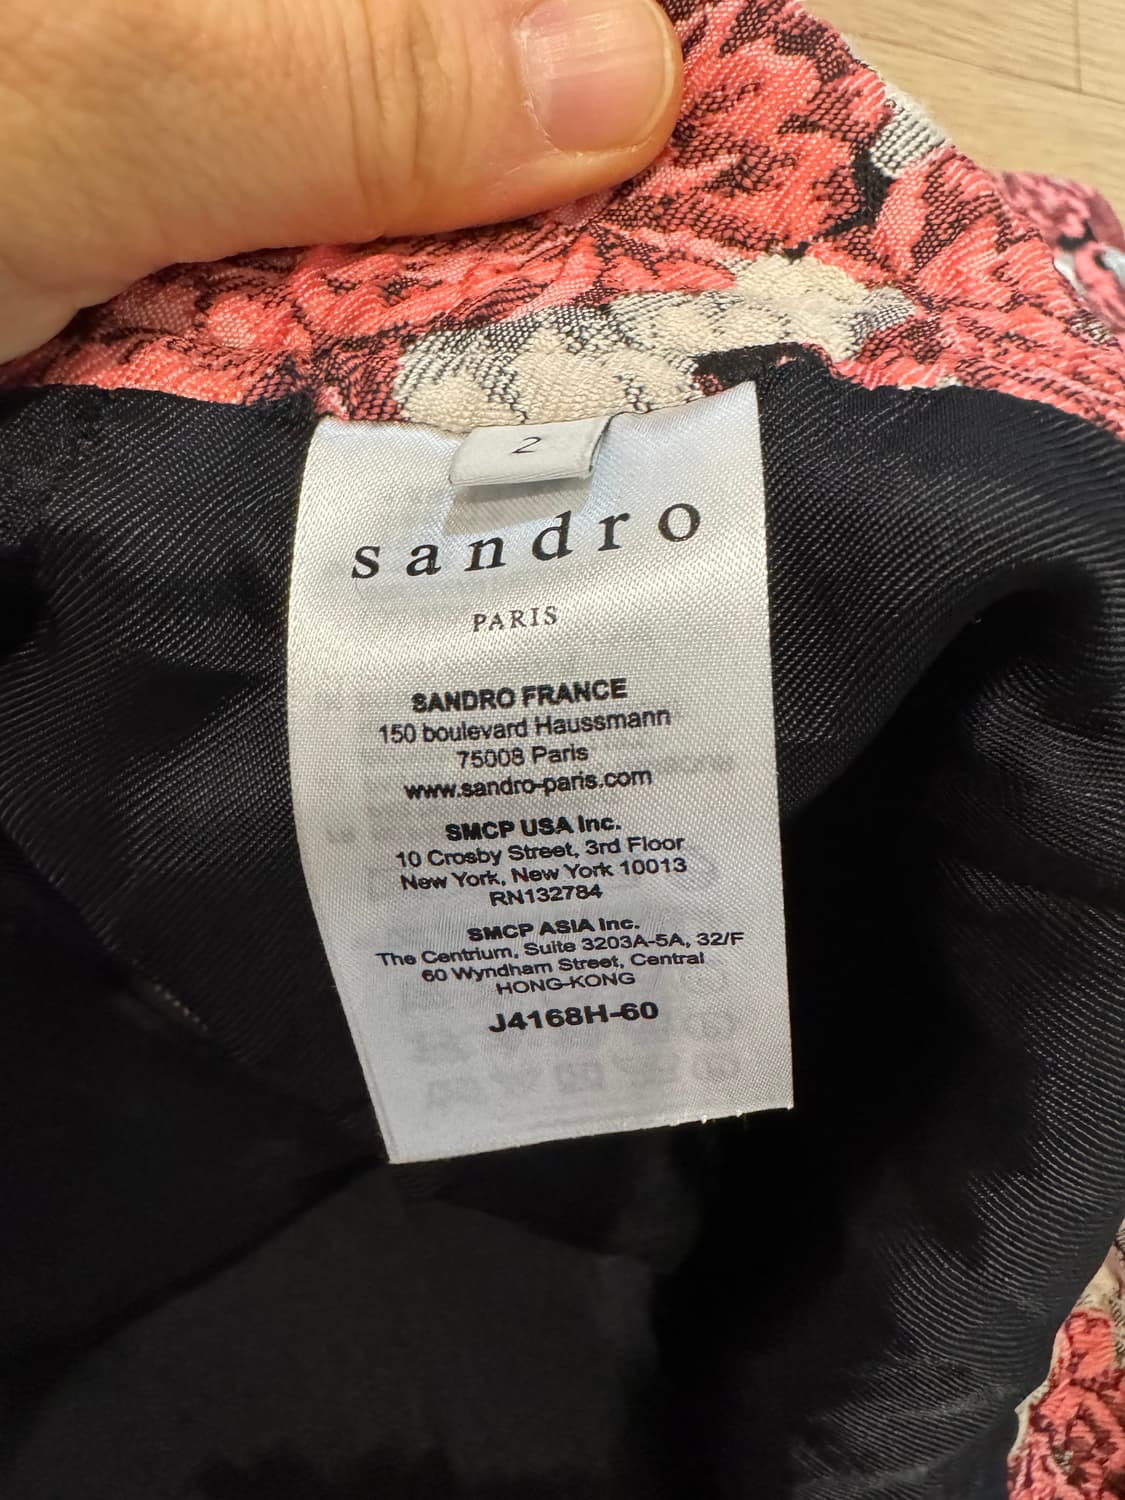 2
sandro
PARIS
SANDRO FRANCE
150 boulevard Haussmann
75008 Paris
www.sandro-paris.com
SMCP USA Inc.
10 Crosby Street, 3rd Floor
New York, New York 10013
RN132784
SMCP ASIA Inc.
The Centrium, Suite 3203A-5A, 32/F
60 Wyndham Street, Central
HONG-KONG
J4168H-60